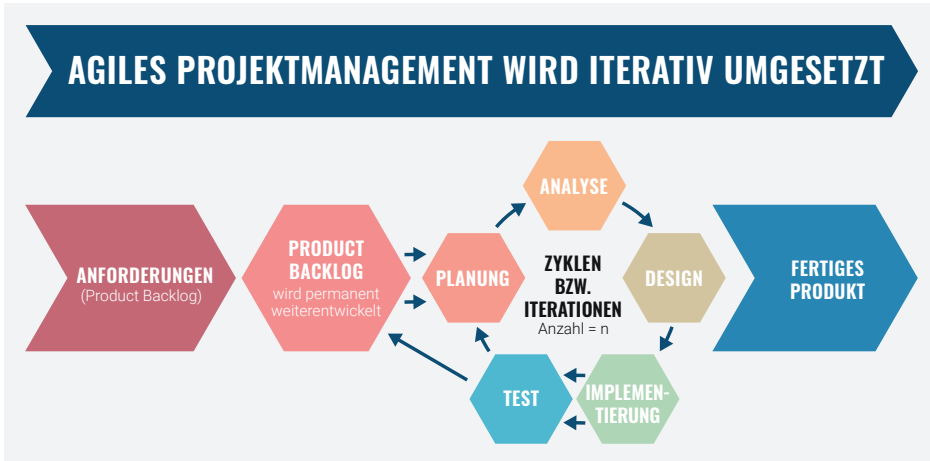 AGILES PROJEKTMANAGEMENT WIRD ITERATIV UMGESETZT
ANFORDERUNGEN
(Product Backlog)
PRODUCT
BACKLOG
wird permanent
weiterentwickelt
PLANUNG
ANALYSE
ZYKLEN
BZW.
ITERATIONEN
Anzahl = n
DESIGN
IMPLEMEN-
TIERUNG
TEST
FERTIGES
PRODUKT